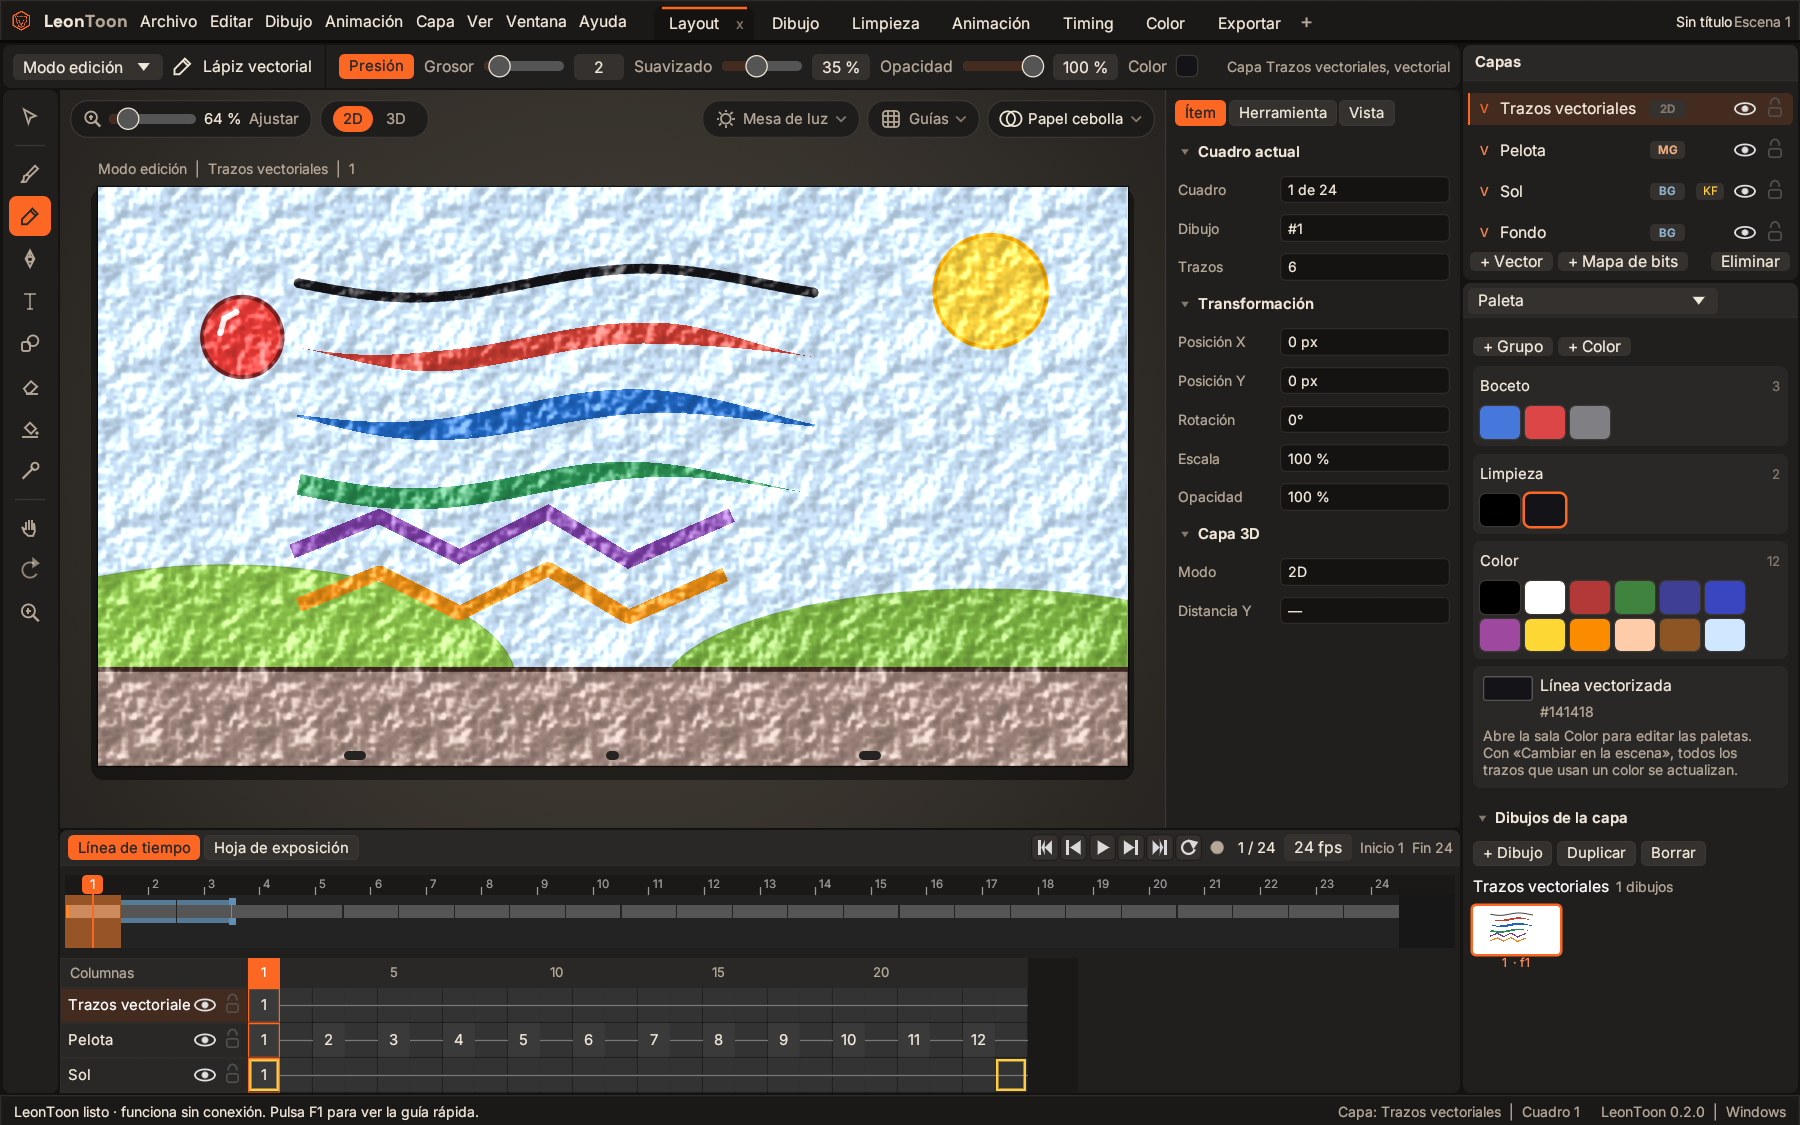 LeonToon Archivo Editar Dibujo Animación Capa Ver Ventana Ayuda Layout x Dibujo Limpieza Animación Timing Color Exportar + Sin título Escena 1
Modo edición Lápiz vectorial Presión Grosor 2 Suavizado 35 % Opacidad 100 % Color Capa Trazos vectoriales, vectorial
64 % Ajustar 2D 3D Mesa de luz Guías Papel cebolla
Modo edición | Trazos vectoriales | 1
Ítem Herramienta Vista
Cuadro actual
Cuadro 1 de 24
Dibujo #1
Trazos 6
Transformación
Posición X 0 px
Posición Y 0 px
Rotación 0°
Escala 100 %
Opacidad 100 %
Capa 3D
Modo 2D
Distancia Y —
Capas
V Trazos vectoriales 2D
V Pelota MG
V Sol BG KF
V Fondo BG
+ Vector + Mapa de bits Eliminar
Paleta
+ Grupo + Color
Boceto 3
Limpieza 2
Color 12
Línea vectorizada
#141418
Abre la sala Color para editar las paletas.
Con «Cambiar en la escena», todos los
trazos que usan un color se actualizan.
Dibujos de la capa
+ Dibujo Duplicar Borrar
Trazos vectoriales 1 dibujos
1 · f1
Línea de tiempo Hoja de exposición 1 / 24 24 fps Inicio 1 Fin 24
1 2 3 4 5 6 7 8 9 10 11 12 13 14 15 16 17 18 19 20 21 22 23 24
Columnas 1 5 10 15 20
Trazos vectoriale 1
Pelota 1 2 3 4 5 6 7 8 9 10 11 12
Sol 1
LeonToon listo · funciona sin conexión. Pulsa F1 para ver la guía rápida. Capa: Trazos vectoriales | Cuadro 1 LeonToon 0.2.0 | Windows